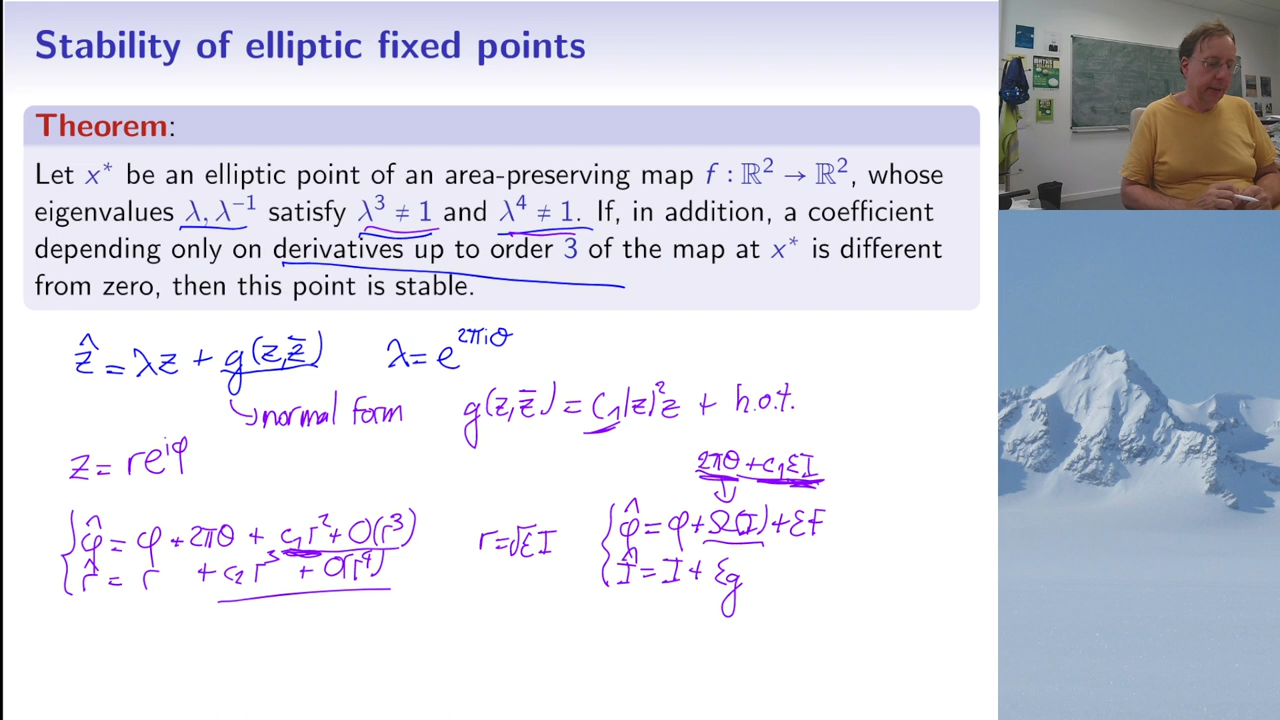 Stability of elliptic fixed points
Theorem:
Let x* be an elliptic point of an area-preserving map f : ℝ² → ℝ², whose
eigenvalues λ, λ⁻¹ satisfy λ³ ≠ 1 and λ⁴ ≠ 1. If, in addition, a coefficient
depending only on derivatives up to order 3 of the map at x* is different
from zero, then this point is stable.
ẑ = λz + g(z,z̄) λ = e^{2πiθ}
↪ normal form g(z,z̄) = C₁|z|²z + h.o.t.
z = re^{iφ}
2πθ + C₁εI
φ̂ = φ + 2πθ + C₁r² + O(r³) r = √εI φ̂ = φ + Ω(I) + εf
r̂ = r + C₂r³ + O(r⁴) Î = I + εg